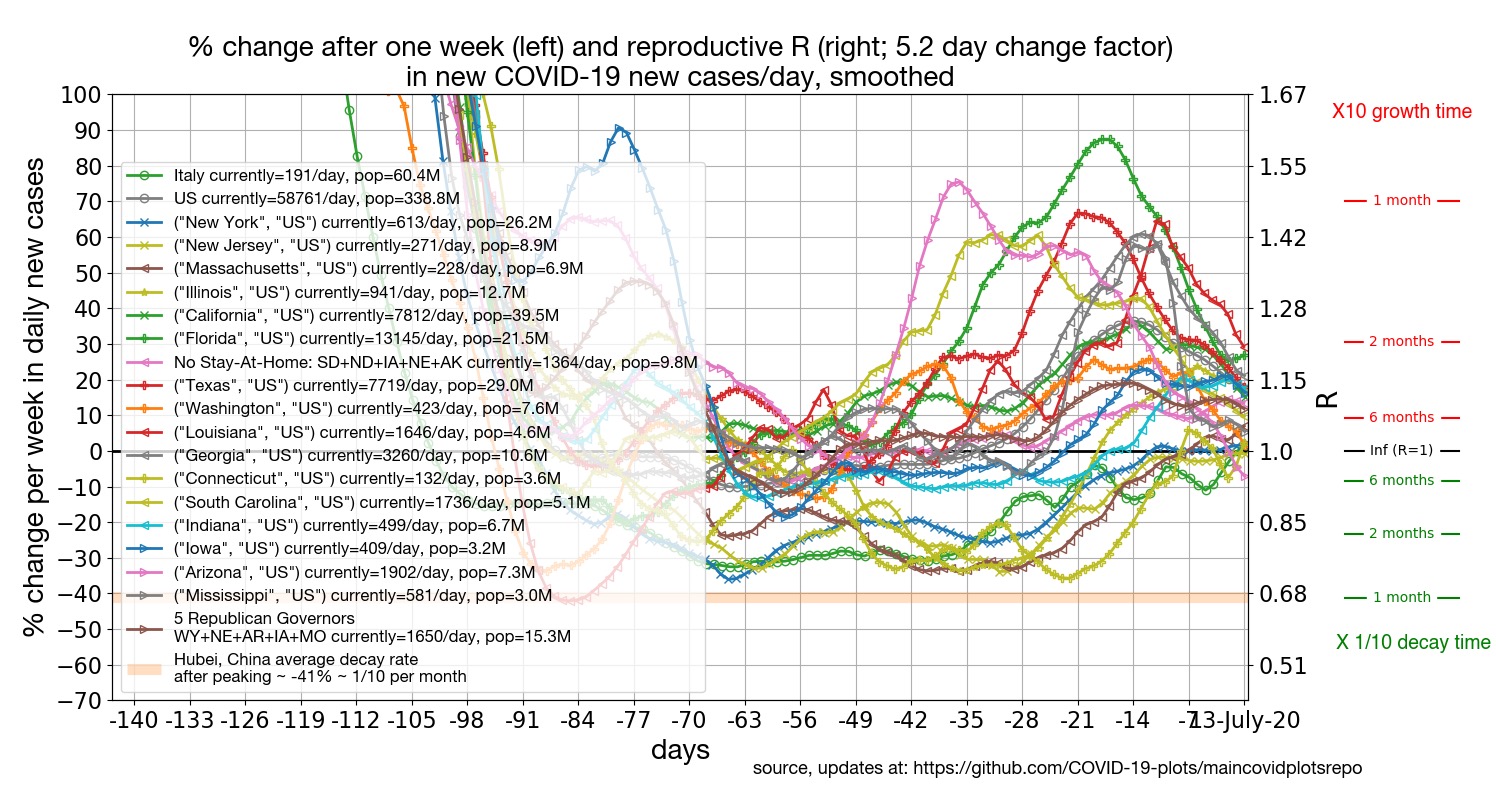 % change after one week (left) and reproductive R (right; 5.2 day change factor)
in new COVID-19 new cases/day, smoothed
% change per week in daily new cases
100
90
80
70
60
50
40
30
20
10
0
−10
−20
−30
−40
−50
−60
−70
Italy currently=191/day, pop=60.4M
US currently=58761/day, pop=338.8M
("New York", "US") currently=613/day, pop=26.2M
("New Jersey", "US") currently=271/day, pop=8.9M
("Massachusetts", "US") currently=228/day, pop=6.9M
("Illinois", "US") currently=941/day, pop=12.7M
("California", "US") currently=7812/day, pop=39.5M
("Florida", "US") currently=13145/day, pop=21.5M
No Stay-At-Home: SD+ND+IA+NE+AK currently=1364/day, pop=9.8M
("Texas", "US") currently=7719/day, pop=29.0M
("Washington", "US") currently=423/day, pop=7.6M
("Louisiana", "US") currently=1646/day, pop=4.6M
("Georgia", "US") currently=3260/day, pop=10.6M
("Connecticut", "US") currently=132/day, pop=3.6M
("South Carolina", "US") currently=1736/day, pop=5.1M
("Indiana", "US") currently=499/day, pop=6.7M
("Iowa", "US") currently=409/day, pop=3.2M
("Arizona", "US") currently=1902/day, pop=7.3M
("Mississippi", "US") currently=581/day, pop=3.0M
5 Republican Governors
WY+NE+AR+IA+MO currently=1650/day, pop=15.3M
Hubei, China average decay rate
after peaking ~ -41% ~ 1/10 per month
-140 -133 -126 -119 -112 -105 -98 -91 -84 -77 -70 -63 -56 -49 -42 -35 -28 -21 -14 -7 13-July-20
days
1.67
1.55
1.42
1.28
1.15
1.0
0.85
0.68
0.51
R
X10 growth time
1 month
2 months
6 months
Inf (R=1)
6 months
2 months
1 month
X 1/10 decay time
source, updates at: https://github.com/COVID-19-plots/maincovidplotsrepo